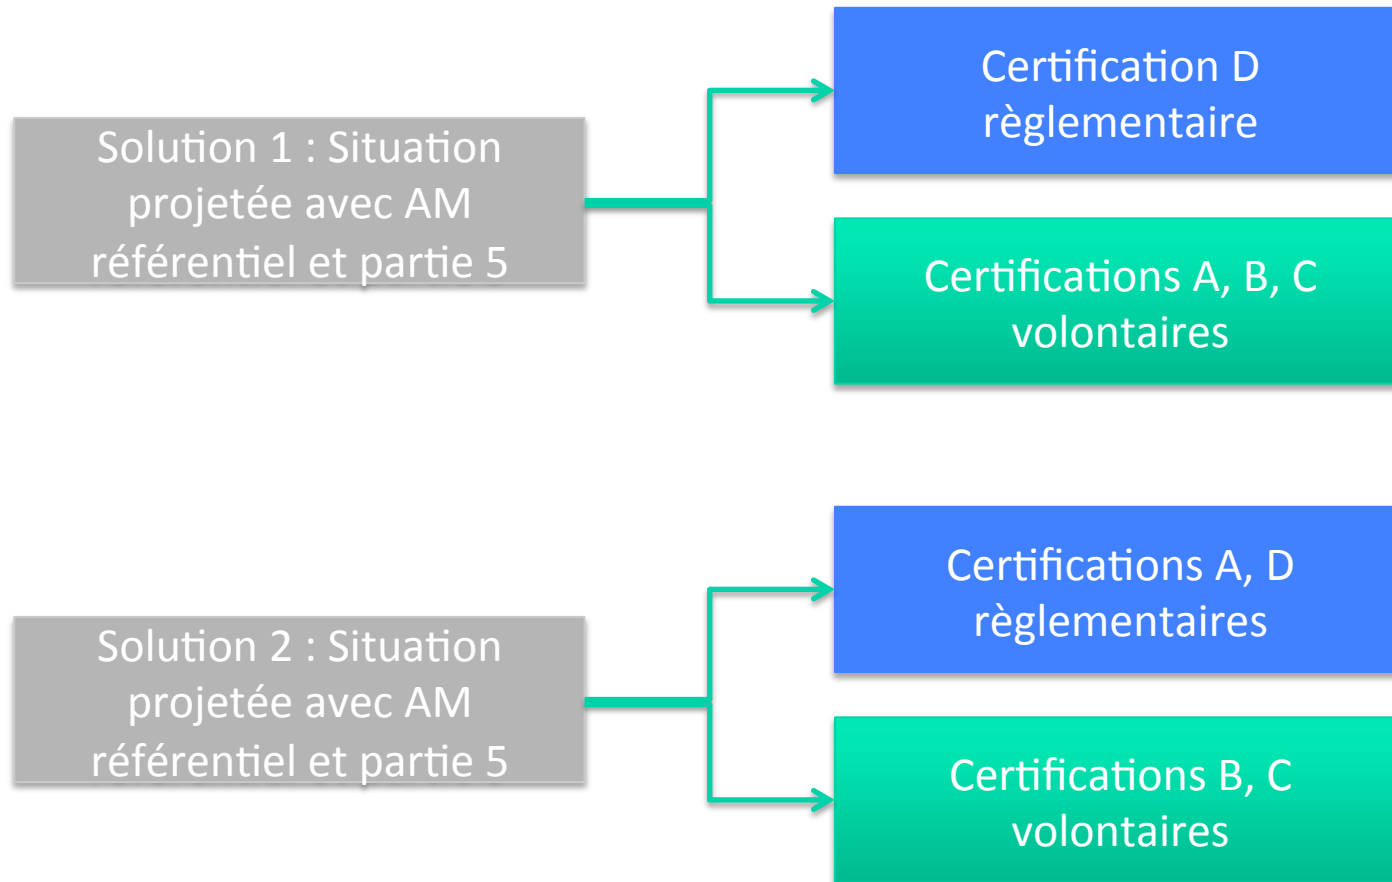 Solution 1 : Situation
projetée avec AM
référentiel et partie 5
Certification D
règlementaire
Certifications A, B, C
volontaires
Solution 2 : Situation
projetée avec AM
référentiel et partie 5
Certifications A, D
règlementaires
Certifications B, C
volontaires